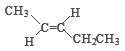 CH₃ H
C=C
H CH₂CH₃